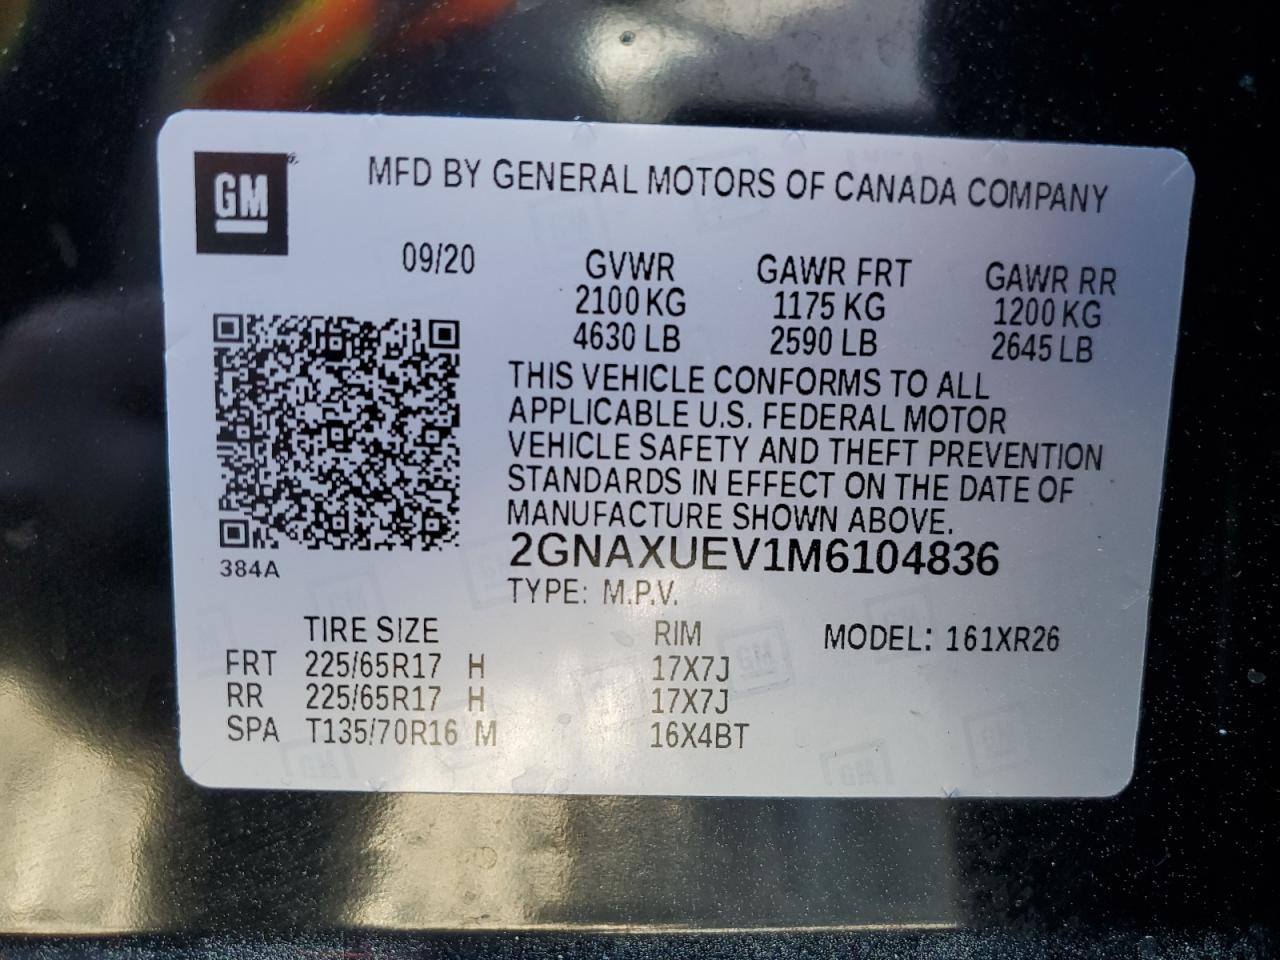 GM
MFD BY GENERAL MOTORS OF CANADA COMPANY
09/20
GVWR GAWR FRT GAWR RR
2100 KG 1175 KG 1200 KG
4630 LB 2590 LB 2645 LB
THIS VEHICLE CONFORMS TO ALL
APPLICABLE U.S. FEDERAL MOTOR
VEHICLE SAFETY AND THEFT PREVENTION
STANDARDS IN EFFECT ON THE DATE OF
MANUFACTURE SHOWN ABOVE.
2GNAXUEV1M6104836
384A
TYPE: M.P.V.
TIRE SIZE RIM MODEL: 161XR26
FRT 225/65R17 H 17X7J
RR 225/65R17 H 17X7J
SPA T135/70R16 M 16X4BT